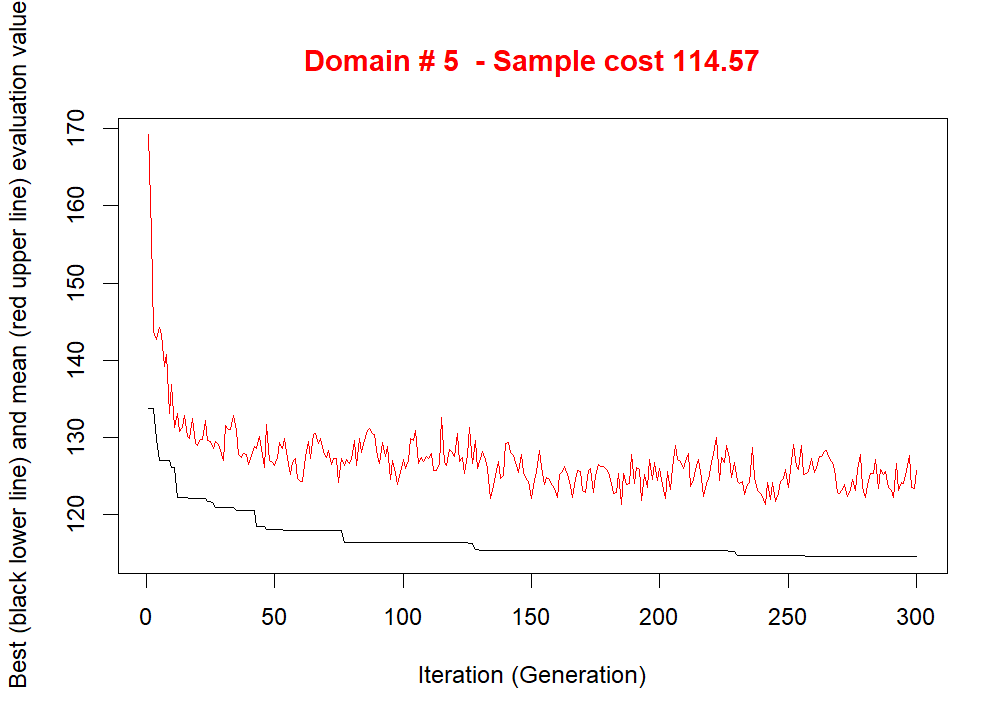 Domain # 5  - Sample cost 114.57
Best (black lower line) and mean (red upper line) evaluation value
170
160
150
140
130
120
0 50 100 150 200 250 300
Iteration (Generation)